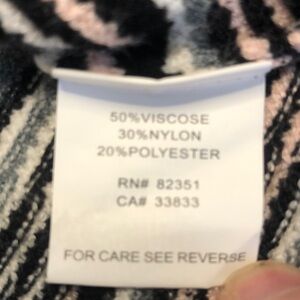 50%VISCOSE
30%NYLON
20%POLYESTER
RN# 82351
CA# 33833
FOR CARE SEE REVERSE